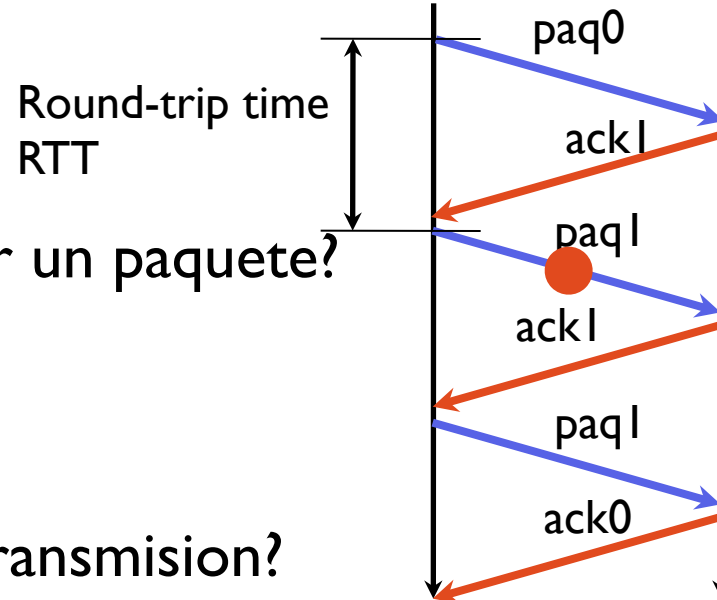 paq0
Round-trip time
RTT
ack1
paq1
r un paquete?
ack1
paq1
ack0
ransmision?